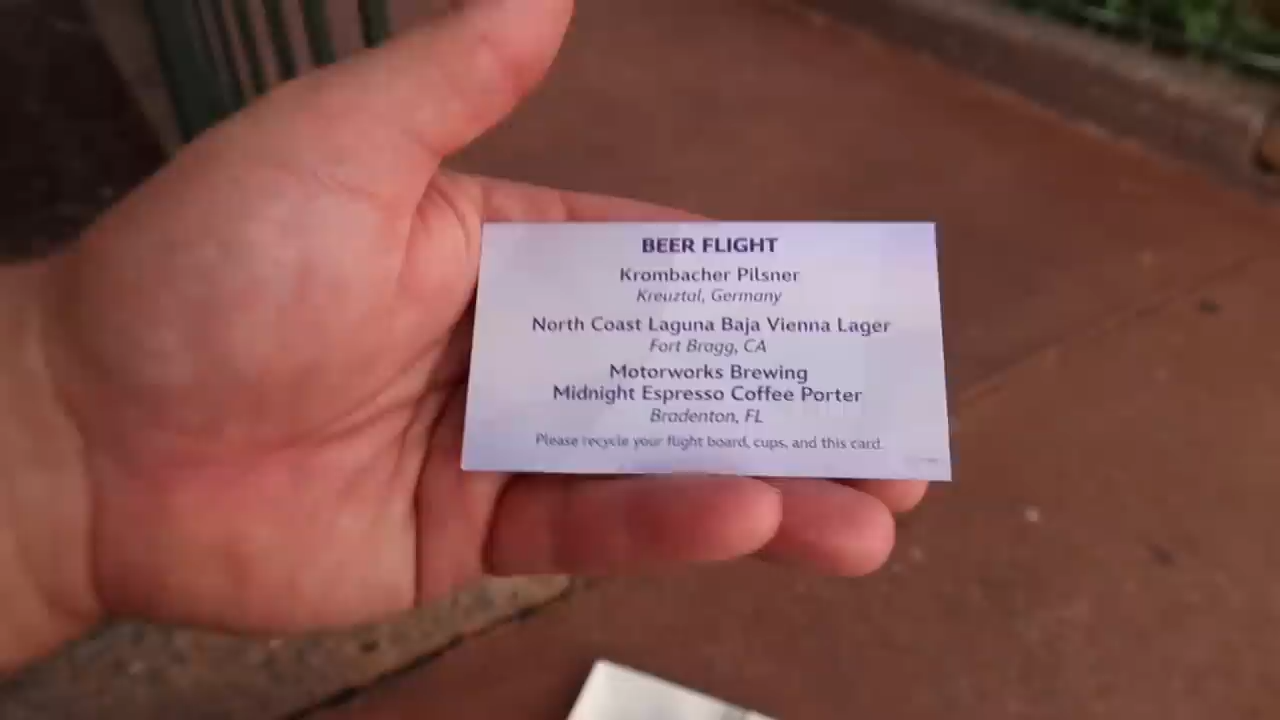 BEER FLIGHT
Krombacher Pilsner
Kreuztal, Germany
North Coast Laguna Baja Vienna Lager
Fort Bragg, CA
Motorworks Brewing
Midnight Espresso Coffee Porter
Bradenton, FL
Please recycle your flight board, cups, and this card.